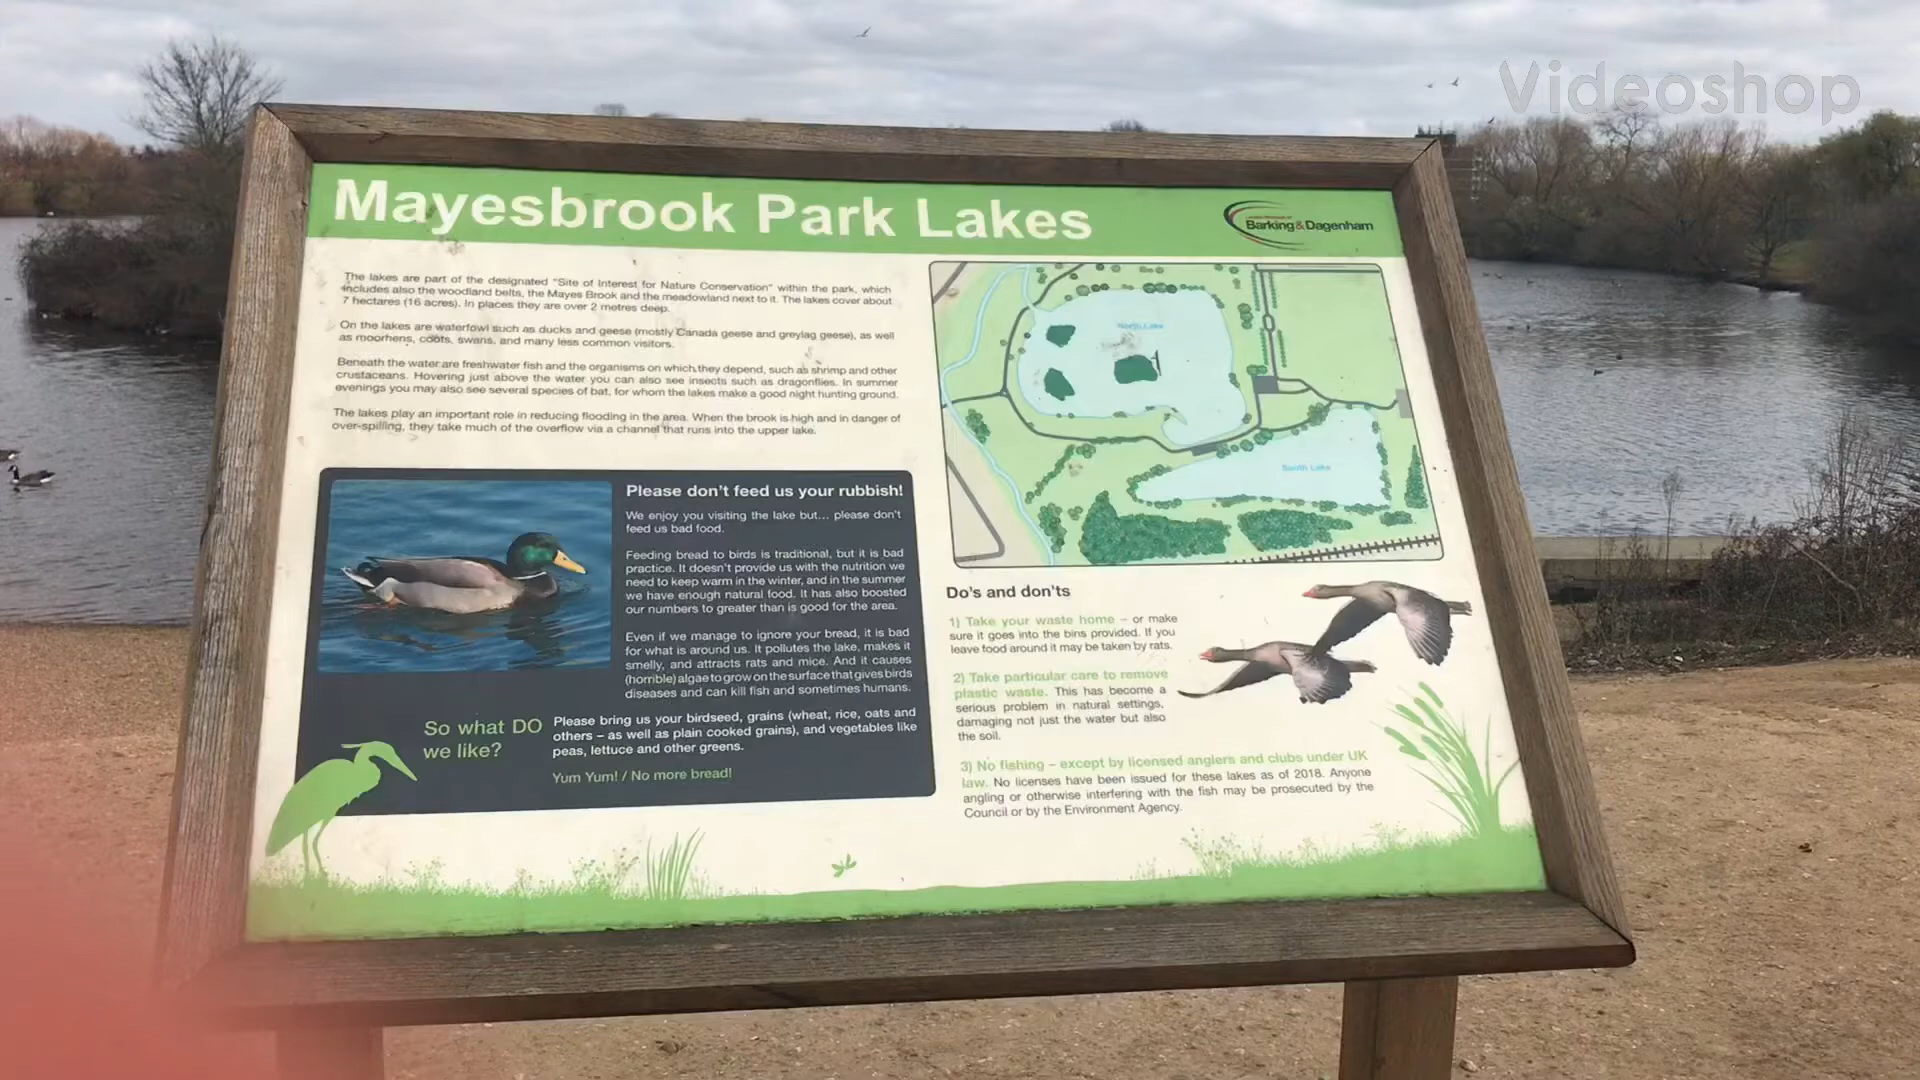 Videoshop
Mayesbrook Park Lakes
Barking&Dagenham
The lakes are part of the designated "Site of Interest for Nature Conservation" within the park, which
includes also the woodland belts, the Mayes Brook and the meadowland next to it. The lakes cover about
7 hectares (16 acres). In places they are over 2 metres deep.
On the lakes are waterfowl such as ducks and geese (mostly Canada geese and greylag geese), as well
as moorhens, coots, swans, and many less common visitors.
Beneath the water are freshwater fish and the organisms on which they depend, such as shrimp and other
crustaceans. Hovering just above the water you can also see insects such as dragonflies. In summer
evenings you may also see several species of bat, for whom the lakes make a good night hunting ground.
The lakes play an important role in reducing flooding in the area. When the brook is high and in danger of
over-spilling, they take much of the overflow via a channel that runs into the upper lake.
North Lake
South Lake
Please don't feed us your rubbish!
We enjoy you visiting the lake but... please don't
feed us bad food.
Feeding bread to birds is traditional, but it is bad
practice. It doesn't provide us with the nutrition we
need to keep warm in the winter, and in the summer
we have enough natural food. It has also boosted
our numbers to greater than is good for the area.
Even if we manage to ignore your bread, it is bad
for what is around us. It pollutes the lake, makes it
smelly, and attracts rats and mice. And it causes
(horrible) algae to grow on the surface that gives birds
diseases and can kill fish and sometimes humans.
So what DO
we like?
Please bring us your birdseed, grains (wheat, rice, oats and
others – as well as plain cooked grains), and vegetables like
peas, lettuce and other greens.
Yum Yum! / No more bread!
Do's and don'ts
1) Take your waste home – or make
sure it goes into the bins provided. If you
leave food around it may be taken by rats.
2) Take particular care to remove
plastic waste. This has become a
serious problem in natural settings,
damaging not just the water but also
the soil.
3) No fishing – except by licensed anglers and clubs under UK
law. No licenses have been issued for these lakes as of 2018. Anyone
angling or otherwise interfering with the fish may be prosecuted by the
Council or by the Environment Agency.